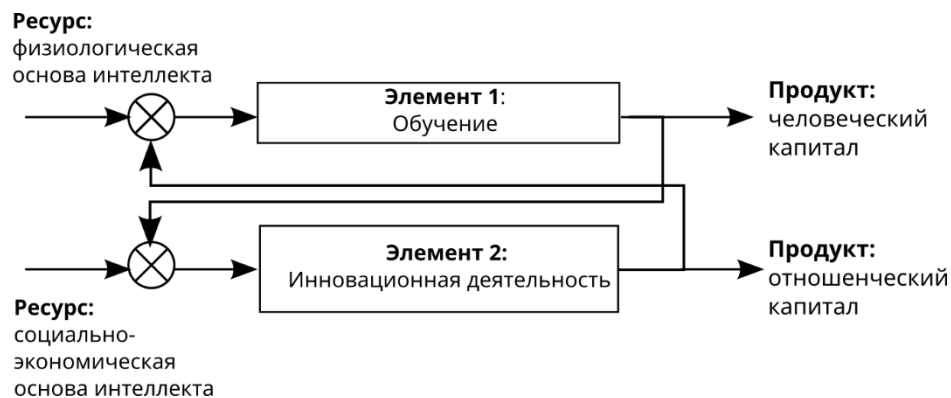 Ресурс:
физиологическая
основа интеллекта
Элемент 1:
Обучение
Продукт:
человеческий
капитал
Элемент 2:
Инновационная деятельность
Продукт:
отношенческий
капитал
Ресурс:
социально-
экономическая
основа интеллекта